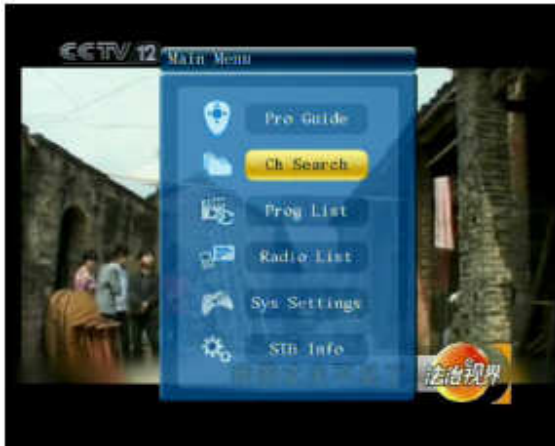 CCTV 12
Main Menu
Pro Guide
Ch Search
Prog List
Radio List
Sys Settings
STB Info
法治视界